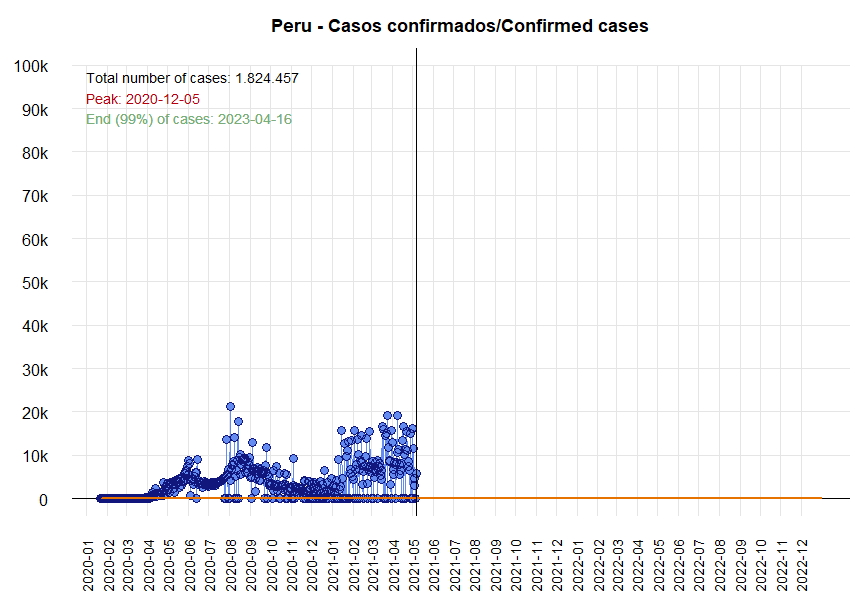 Peru - Casos confirmados/Confirmed cases
Total number of cases: 1.824.457
Peak: 2020-12-05
End (99%) of cases: 2023-04-16
100k
90k
80k
70k
60k
50k
40k
30k
20k
10k
0
2020-01
2020-02
2020-03
2020-04
2020-05
2020-06
2020-07
2020-08
2020-09
2020-10
2020-11
2020-12
2021-01
2021-02
2021-03
2021-04
2021-05
2021-06
2021-07
2021-08
2021-09
2021-10
2021-11
2021-12
2022-01
2022-02
2022-03
2022-04
2022-05
2022-06
2022-07
2022-08
2022-09
2022-10
2022-11
2022-12